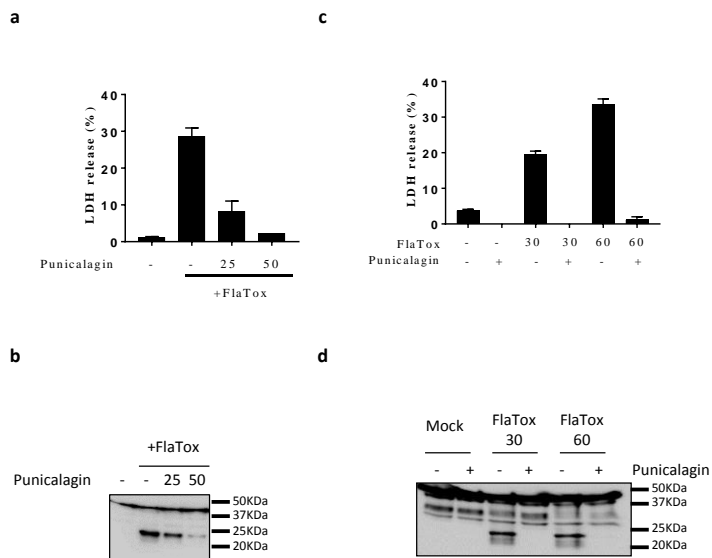 a
LDH release (%)
40
30
20
10
0
Punicalagin - - 25 50
+FlaTox
c
LDH release (%)
40
30
20
10
0
FlaTox - - 30 30 60 60
Punicalagin - + - + - +
b
+FlaTox
Punicalagin - - 25 50
50KDa
37KDa
25KDa
20KDa
d
Mock FlaTox 30 FlaTox 60
- + - + - + Punicalagin
50KDa
37KDa
25KDa
20KDa